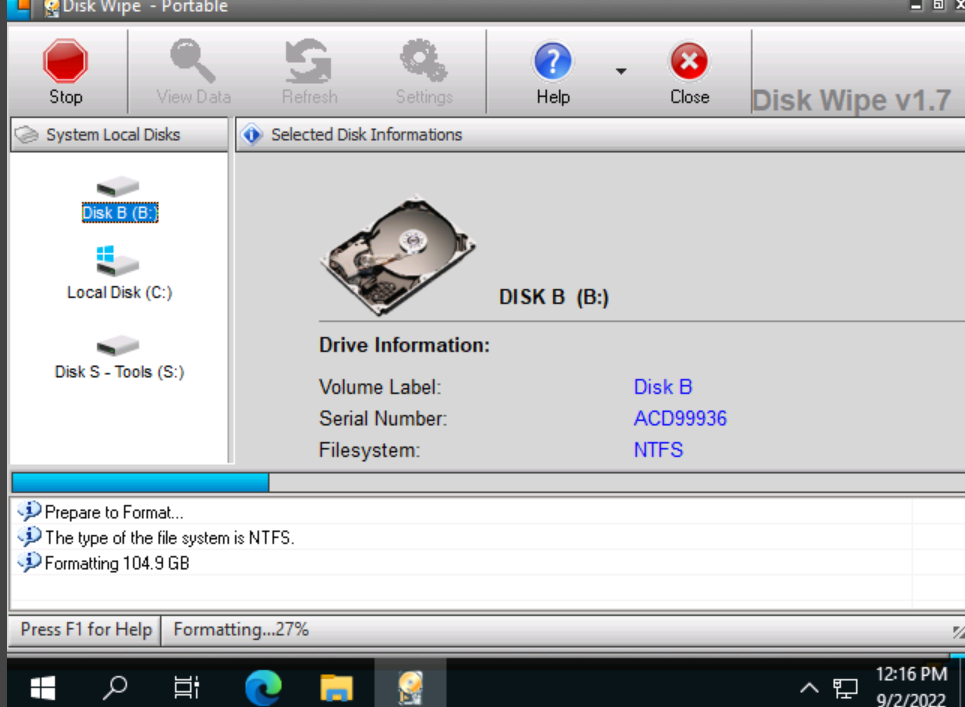 Disk Wipe - Portable
Stop View Data Refresh Settings Help Close Disk Wipe v1.7
System Local Disks Selected Disk Informations
Disk B (B:)
Local Disk (C:)
Disk S - Tools (S:)
DISK B (B:)
Drive Information:
Volume Label: Disk B
Serial Number: ACD99936
Filesystem: NTFS
Prepare to Format...
The type of the file system is NTFS.
Formatting 104.9 GB
Press F1 for Help Formatting...27%
12:16 PM
9/2/2022